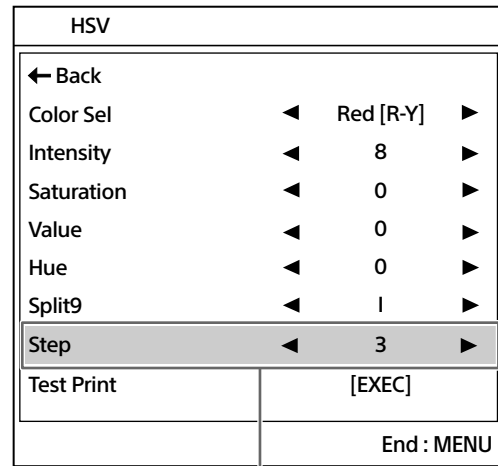 HSV
← Back
Color Sel ◀ Red [R-Y] ▶
Intensity ◀ 8 ▶
Saturation ◀ 0 ▶
Value ◀ 0 ▶
Hue ◀ 0 ▶
Split9 ◀ I ▶
Step ◀ 3 ▶
Test Print [EXEC]
End : MENU